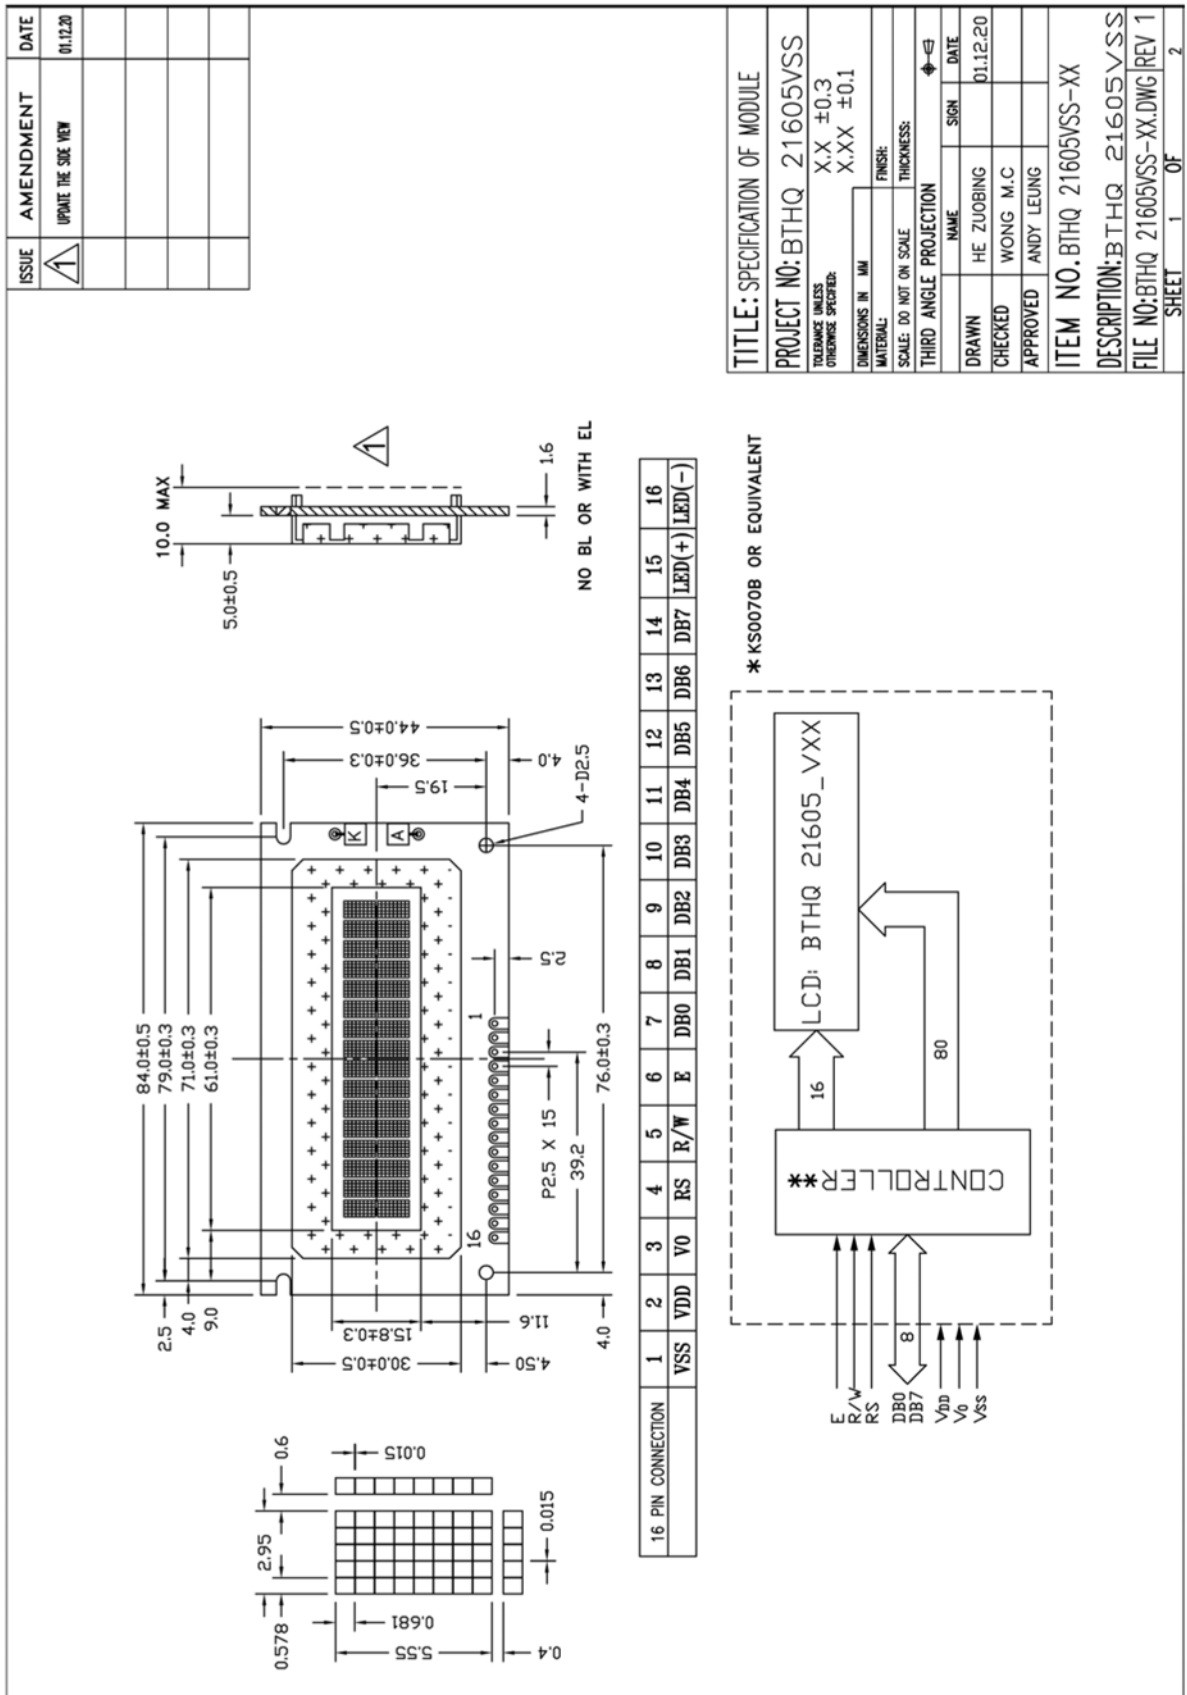 ISSUE AMENDMENT DATE
1 UPDATE THE SIDE VIEW 01.12.20
84.0±0.5
79.0±0.3
71.0±0.3
61.0±0.3
2.5
4.0
9.0
44.0±0.5
36.0±0.3
19.5
4.0
4-D2.5
K
A
2.5
1
16
P2.5 X 15
39.2
76.0±0.3
4.0
11.6
15.8±0.3
30.0±0.5
4.50
10.0 MAX
5.0±0.5
1
1.6
NO BL OR WITH EL
0.6
2.95
0.578
0.015
0.015
0.681
5.55
0.4
16 PIN CONNECTION 1 2 3 4 5 6 7 8 9 10 11 12 13 14 15 16
VSS VDD V0 RS R/W E DB0 DB1 DB2 DB3 DB4 DB5 DB6 DB7 LED(+) LED(-)
*KS0070B OR EQUIVALENT
E
R/W
RS
DB0
DB7
VDD
V0
VSS
8
CONTROLLER**
16
80
LCD: BTHQ 21605_VXX
TITLE: SPECIFICATION OF MODULE
PROJECT NO: BTHQ 21605VSS
TOLERANCE UNLESS
OTHERWISE SPECIFIED:
X.X ±0.3
X.XX ±0.1
DIMENSIONS IN MM
MATERIAL: FINISH:
SCALE: DO NOT ON SCALE THICKNESS:
THIRD ANGLE PROJECTION
NAME SIGN DATE
DRAWN HE ZUOBING 01.12.20
CHECKED WONG M.C
APPROVED ANDY LEUNG
ITEM NO. BTHQ 21605VSS-XX
DESCRIPTION: BTHQ 21605VSS
FILE NO: BTHQ 21605VSS-XX.DWG REV 1
SHEET 1 OF 2